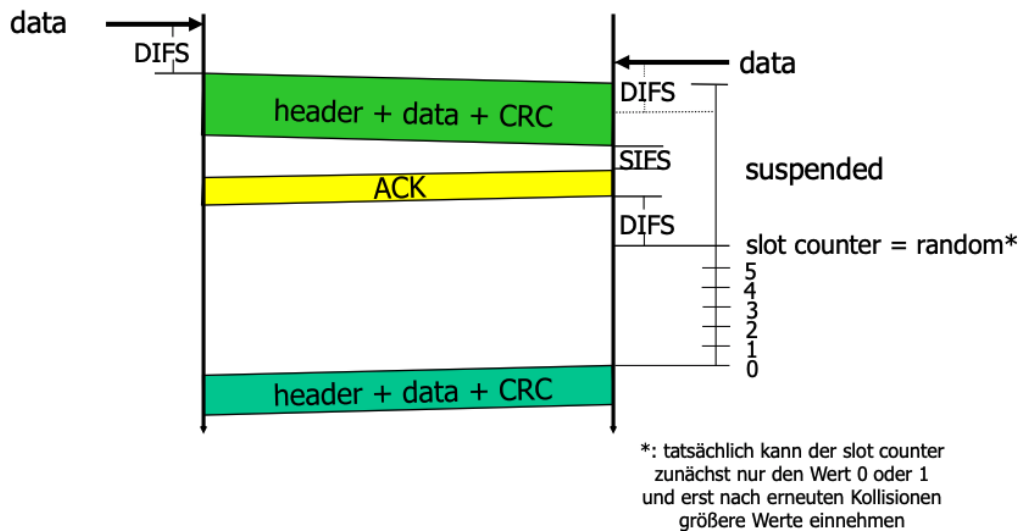 data
DIFS
data
DIFS
header + data + CRC
SIFS
suspended
ACK
DIFS
slot counter = random*
5
4
3
2
1
0
header + data + CRC
*: tatsächlich kann der slot counter
zunächst nur den Wert 0 oder 1
und erst nach erneuten Kollisionen
größere Werte einnehmen